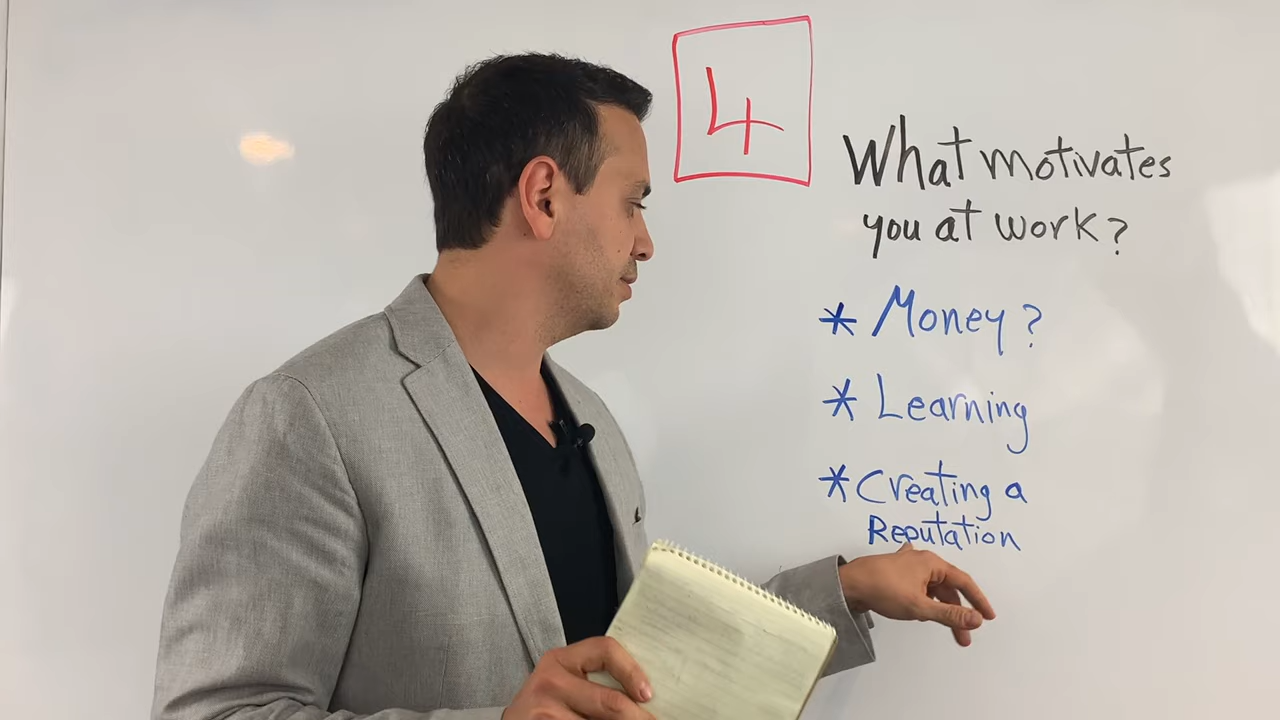 4
What motivates
you at work?
* Money?
* Learning
* Creating a
Reputation